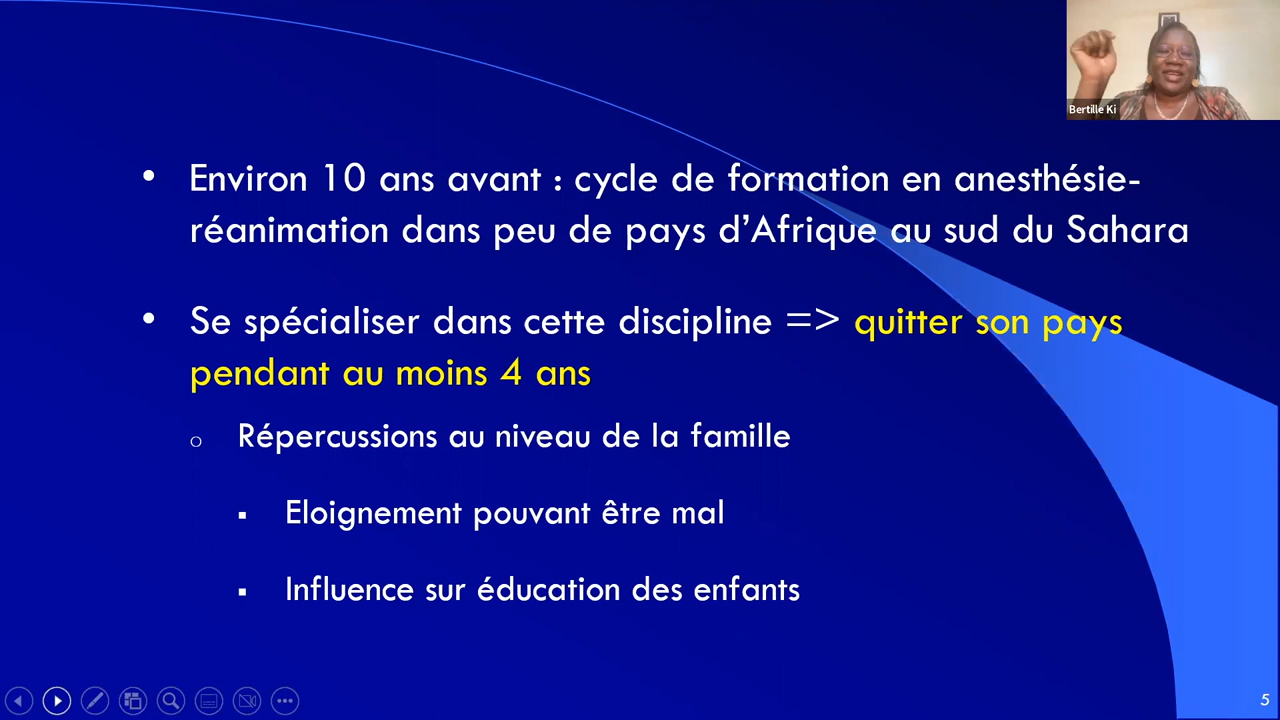 Bertille Ki
• Environ 10 ans avant : cycle de formation en anesthésie-
réanimation dans peu de pays d’Afrique au sud du Sahara
• Se spécialiser dans cette discipline => quitter son pays
pendant au moins 4 ans
o Répercussions au niveau de la famille
▪ Eloignement pouvant être mal
▪ Influence sur éducation des enfants
5